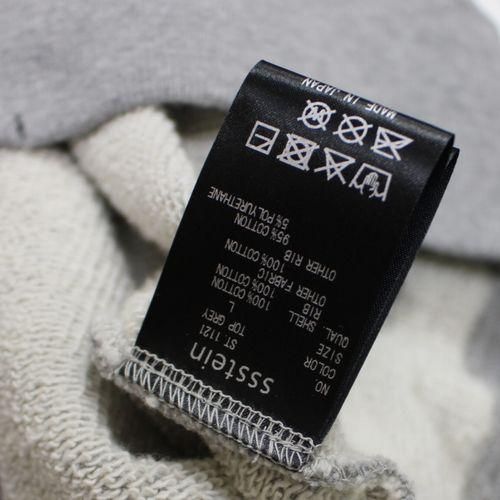 ssstein
NO. ST. 1121
COLOR TOP GREY
SIZE L
QUAL. SHELL 100%COTTON
RIB 100%COTTON
OTHER FABRIC 100%COTTON
OTHER RIB 95%COTTON
5%POLYURETHANE
MADE IN JAPAN